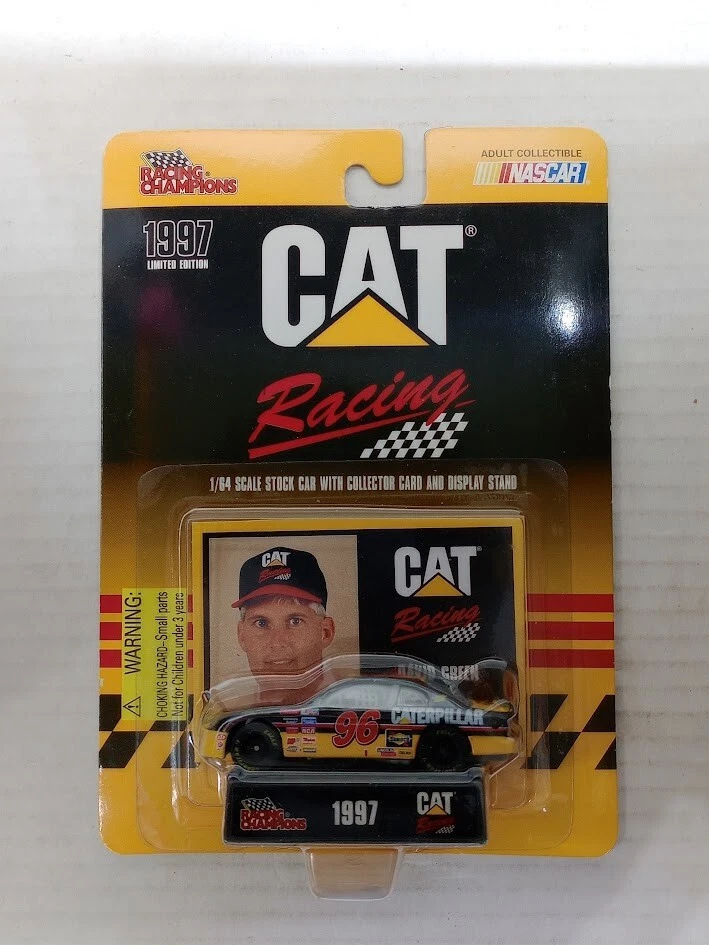 RACING CHAMPIONS
ADULT COLLECTIBLE
NASCAR
1997
LIMITED EDITION
CAT®
Racing
1/64 SCALE STOCK CAR WITH COLLECTOR CARD AND DISPLAY STAND
CAT
Racing
CAT
Racing
DAVID GREEN
WARNING:
CHOKING HAZARD-Small parts
Not for Children under 3 years
96
CATERPILLAR
RACING CHAMPIONS
1997
CAT
Racing